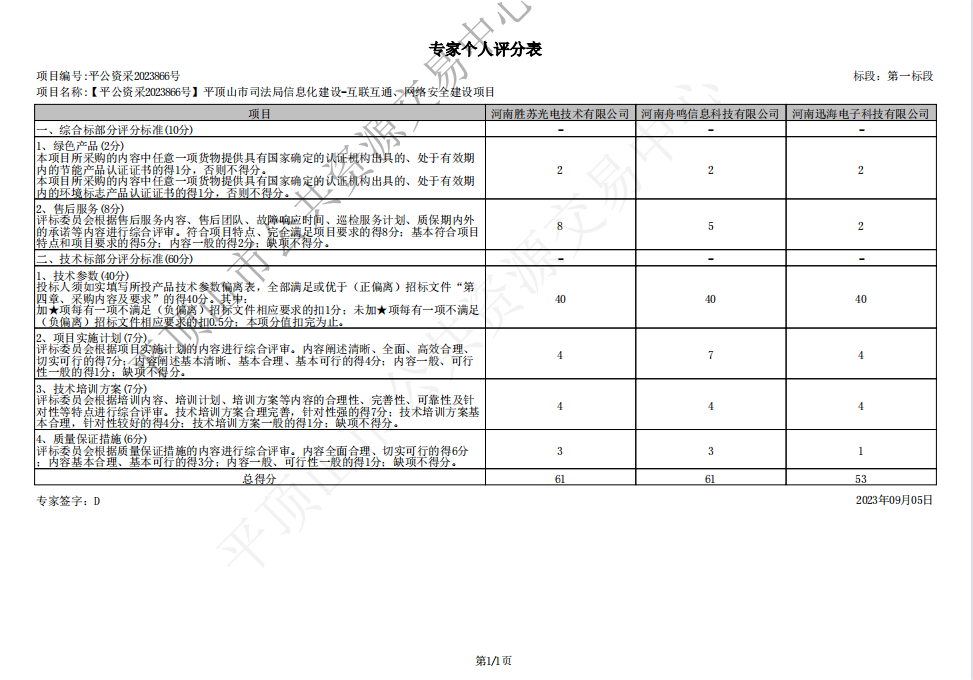 专家个人评分表
项目编号:平公资采2023866号 标段：第一标段
项目名称:【平公资采2023866号】平顶山市司法局信息化建设-互联互通、网络安全建设项目
项目 河南胜苏光电技术有限公司 河南舟鸣信息科技有限公司 河南迅海电子科技有限公司
一、综合标部分评分标准(10分) - - -
1、绿色产品(2分)
本项目所采购的内容中任意一项货物提供具有国家确定的认证机构出具的、处于有效期
内的节能产品认证证书的得1分，否则不得分。
本项目所采购的内容中任意一项货物提供具有国家确定的认证机构出具的、处于有效期
内的环境标志产品认证证书的得1分，否则不得分。
2 2 2
2、售后服务(8分)
评标委员会根据售后服务内容、售后团队、故障响应时间、巡检服务计划、质保期内外
的承诺等内容进行综合评审。符合项目特点、完全满足项目要求的得8分；基本符合项目
特点和项目要求的得5分；内容一般的得2分；缺项不得分。
8 5 2
二、技术标部分评分标准(60分) - - -
1、技术参数(40分)
投标人须如实填写所投产品技术参数偏离表，全部满足或优于（正偏离）招标文件“第
四章、采购内容及要求”的得40分。其中：
加★项每有一项不满足（负偏离）招标文件相应要求的扣1分；未加★项每有一项不满足
（负偏离）招标文件相应要求的扣0.5分；本项分值扣完为止。
40 40 40
2、项目实施计划(7分)
评标委员会根据项目实施计划的内容进行综合评审。内容阐述清晰、全面、高效合理、
切实可行的得7分；内容阐述基本清晰、基本合理、基本可行的得4分；内容一般、可行
性一般的得1分；缺项不得分。
4 7 4
3、技术培训方案(7分)
评标委员会根据培训内容、培训计划、培训方案等内容的合理性、完善性、可靠性及针
对性等特点进行综合评审。技术培训方案合理完善，针对性强的得7分；技术培训方案基
本合理，针对性较好的得4分；技术培训方案一般的得1分；缺项不得分。
4 4 4
4、质量保证措施(6分)
评标委员会根据质量保证措施的内容进行综合评审。内容全面合理、切实可行的得6分
；内容基本合理、基本可行的得3分；内容一般、可行性一般的得1分；缺项不得分。
3 3 1
总得分 61 61 53
专家签字：D 2023年09月05日
平顶山市公共资源交易中心
平顶山市公共资源交易中心
第1/1页